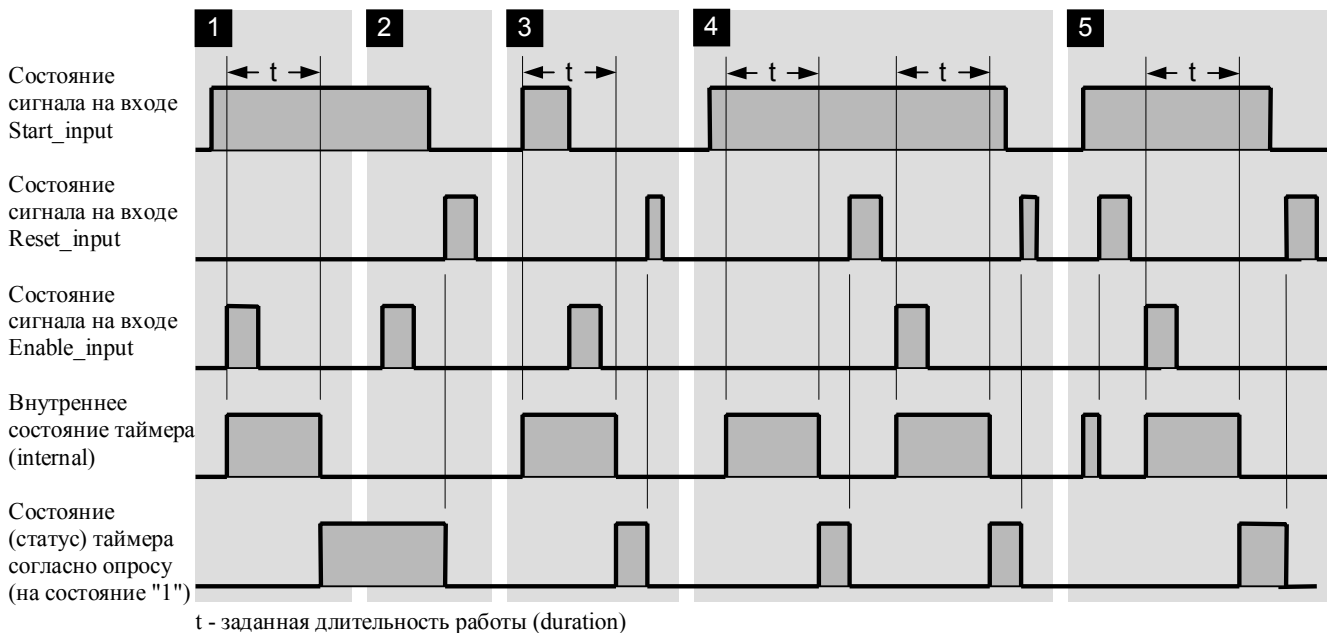 1 2 3 4 5
t t t t t
Состояние
сигнала на входе
Start_input
Состояние
сигнала на входе
Reset_input
Состояние
сигнала на входе
Enable_input
Внутреннее
состояние таймера
(internal)
Состояние
(статус) таймера
согласно опросу
(на состояние "1")
t - заданная длительность работы (duration)